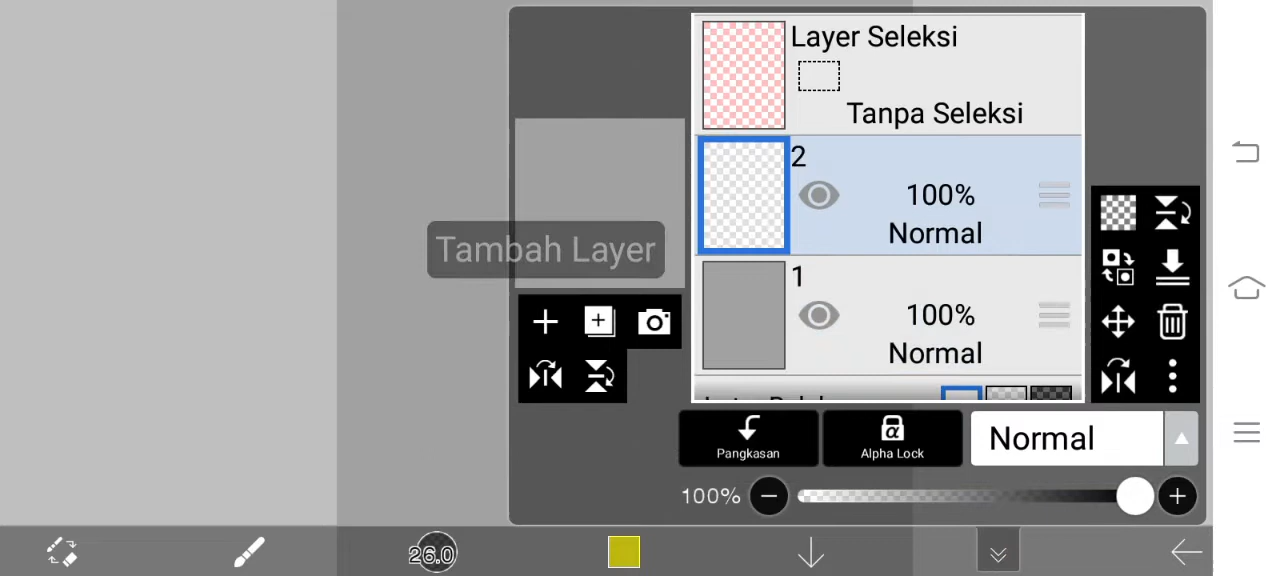 Layer Seleksi
Tanpa Seleksi
2
100%
Normal
Tambah Layer
1
100%
Normal
Pangkasan
α
Alpha Lock
Normal
100%
26.0